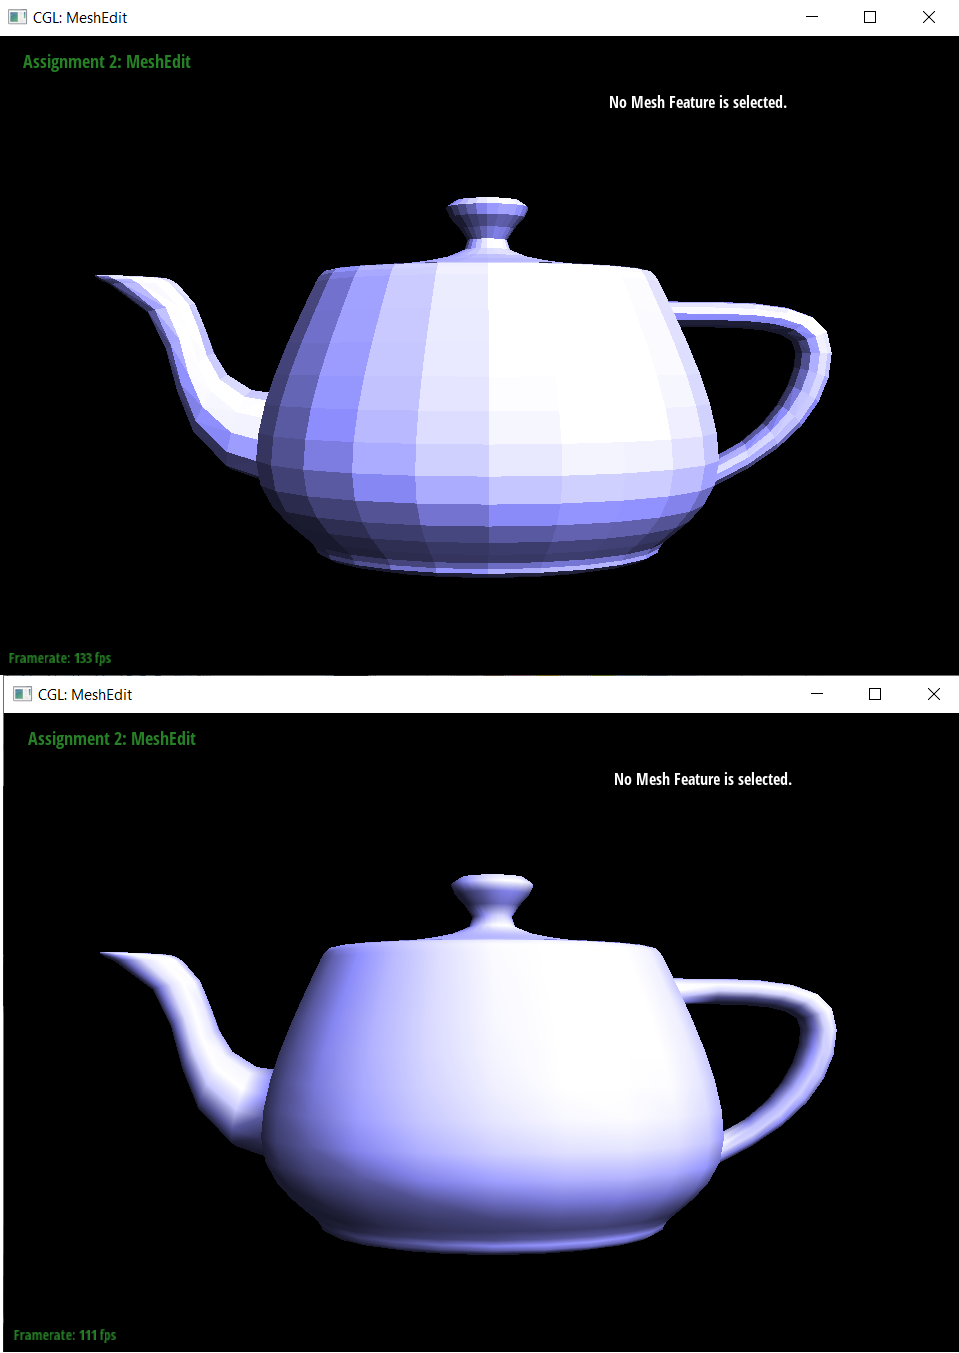 CGL: MeshEdit
Assignment 2: MeshEdit
No Mesh Feature is selected.
Framerate: 133 fps
CGL: MeshEdit
Assignment 2: MeshEdit
No Mesh Feature is selected.
Framerate: 111 fps